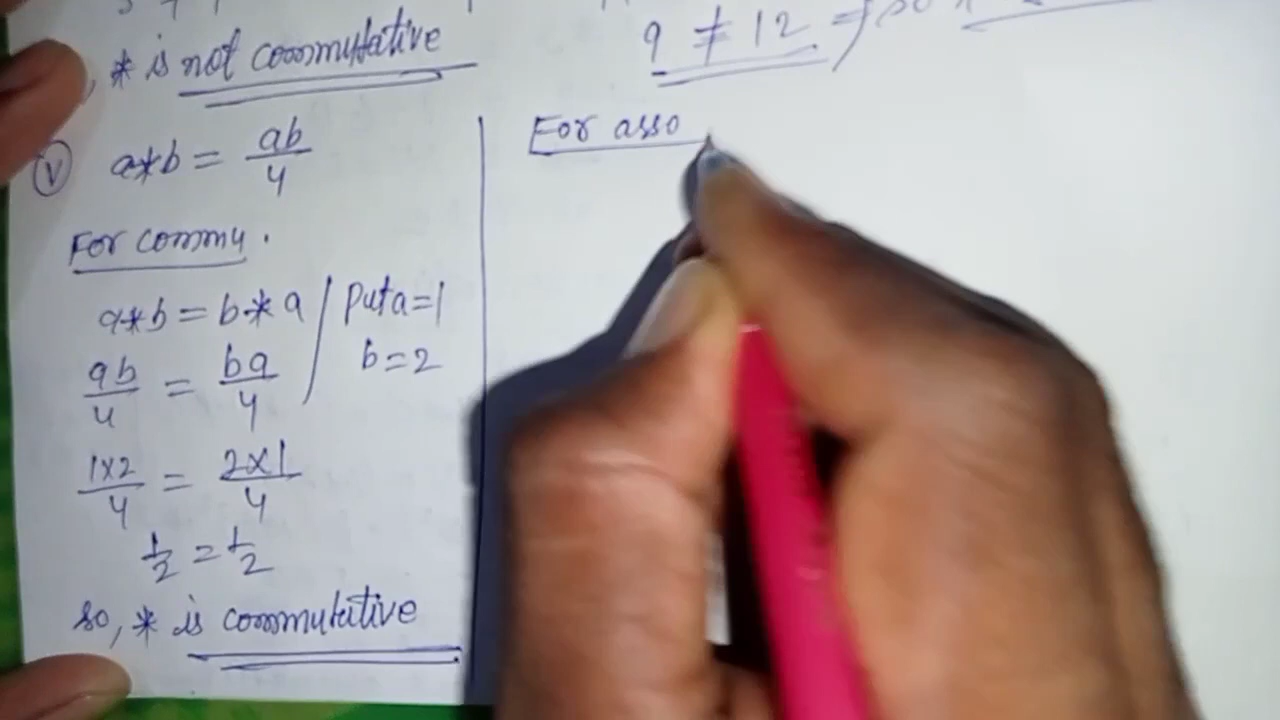 * is not commutative
9 ≠ 12
(v) a*b = ab/4
For commu.
a*b = b*a / Put a=1
b=2
ab/4 = ba/4
1×2/4 = 2×1/4
1/2 = 1/2
so, * is commutative
For asso